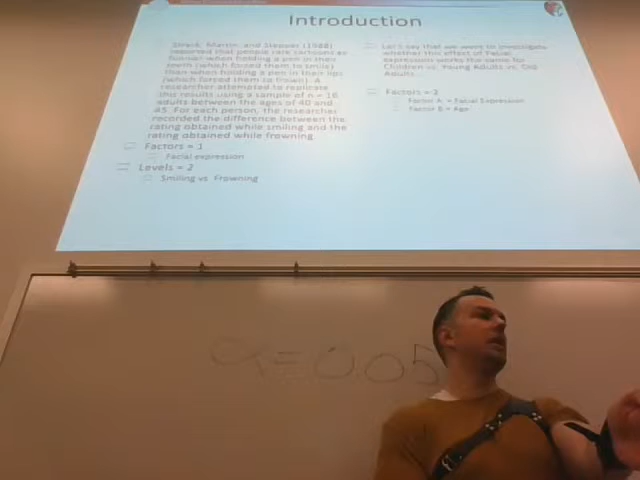 Introduction
Strack, Martin, and Stepper (1988)
reported that people rate cartoons as
funnier when holding a pen in their
teeth (which forced them to smile)
than when holding a pen in their lips
(which forced them to frown). A
researcher attempted to replicate
this results using a sample of n = 16
adults between the ages of 40 and
45. For each person, the researcher
recorded the difference between the
rating obtained while smiling and the
rating obtained while frowning.
Factors = 1
Facial expression
Levels = 2
Smiling vs Frowning
Let's say that we want to investigate
whether this effect of Facial
expression works the same for
Children vs. Young Adults vs. Old
Adults.
Factors = 2
Factor A = Facial Expression
Factor B = Age
α = 0.05